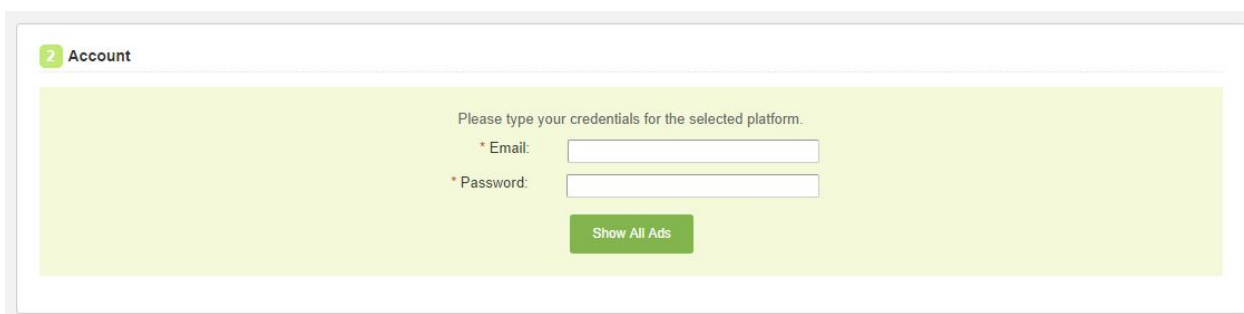 2 Account
Please type your credentials for the selected platform.
* Email:
* Password:
Show All Ads